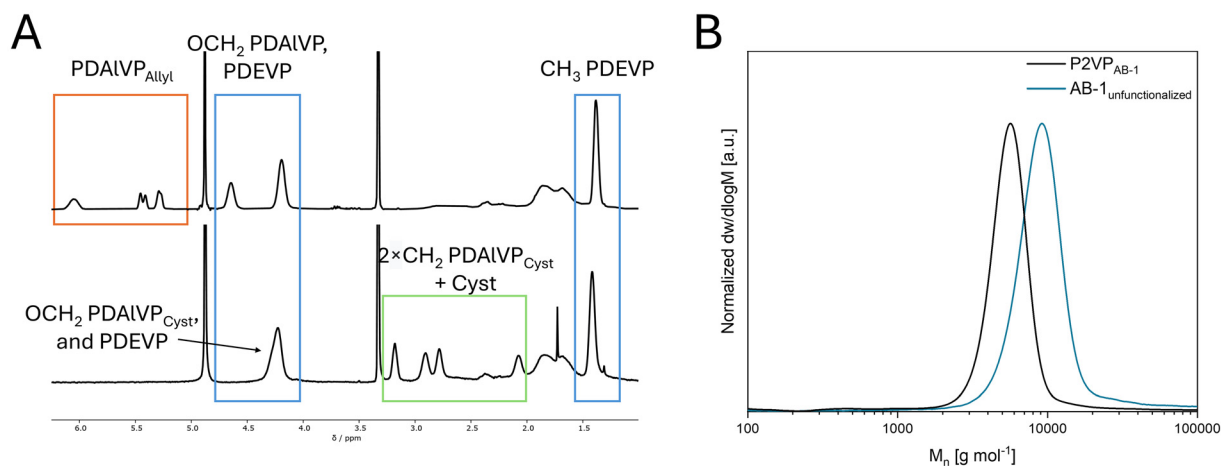 A
PDAlVP_Allyl
OCH₂ PDAlVP,
PDEVP
CH₃ PDEVP
2×CH₂ PDAlVP_Cyst
+ Cyst
OCH₂ PDAlVP_Cyst,
and PDEVP
6.0 5.5 5.0 4.5 4.0 3.5 3.0 2.5 2.0 1.5
δ / ppm
B
P2VP_AB-1
AB-1_unfunctionalized
Normalized dw/dlogM [a.u.]
100 1000 10000 100000
Mₙ [g mol⁻¹]